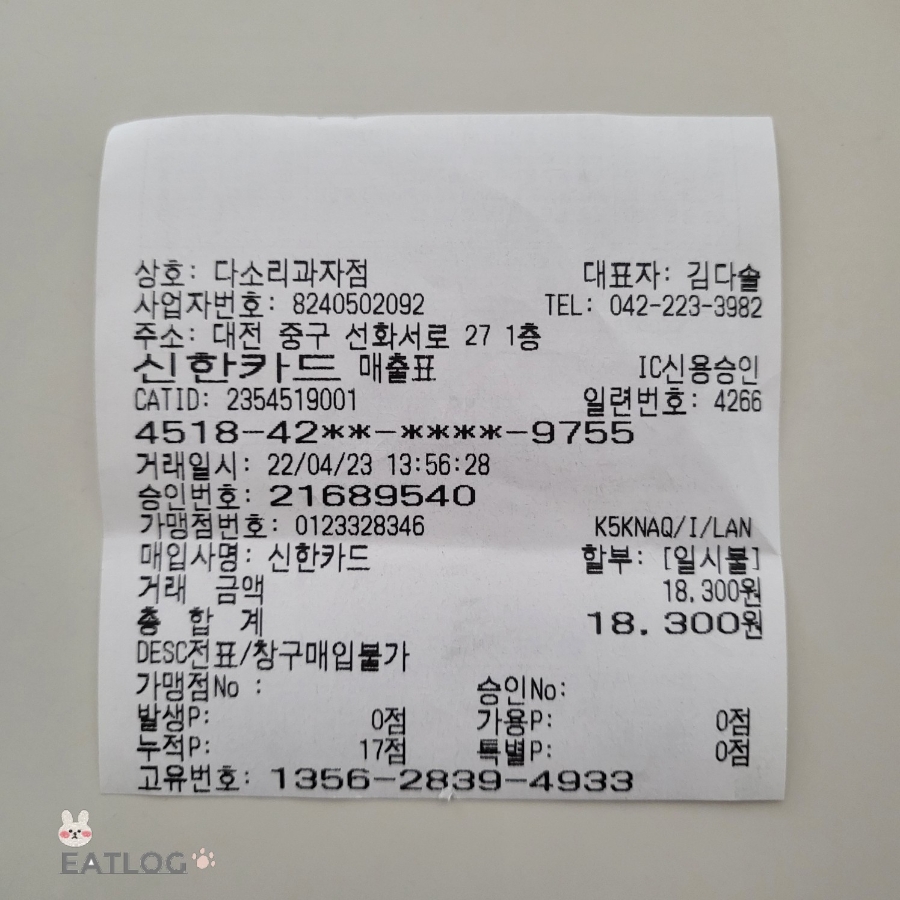 상호: 다소리과자점 대표자: 김다솔
사업자번호: 8240502092 TEL: 042-223-3982
주소: 대전 중구 선화서로 27 1층
신한카드 매출표 IC신용승인
CATID: 2354519001 일련번호: 4266
4518-42**-****-9755
거래일시: 22/04/23 13:56:28
승인번호: 21689540
가맹점번호: 0123328346 K5KNAQ/I/LAN
매입사명: 신한카드 할부: [일시불]
거래 금액 18,300원
총 합 계 18,300원
DESC전표/창구매입불가
가맹점No : 승인No:
발생P: 0점 가용P: 0점
누적P: 17점 특별P: 0점
고유번호: 1356-2839-4933
EATLOG